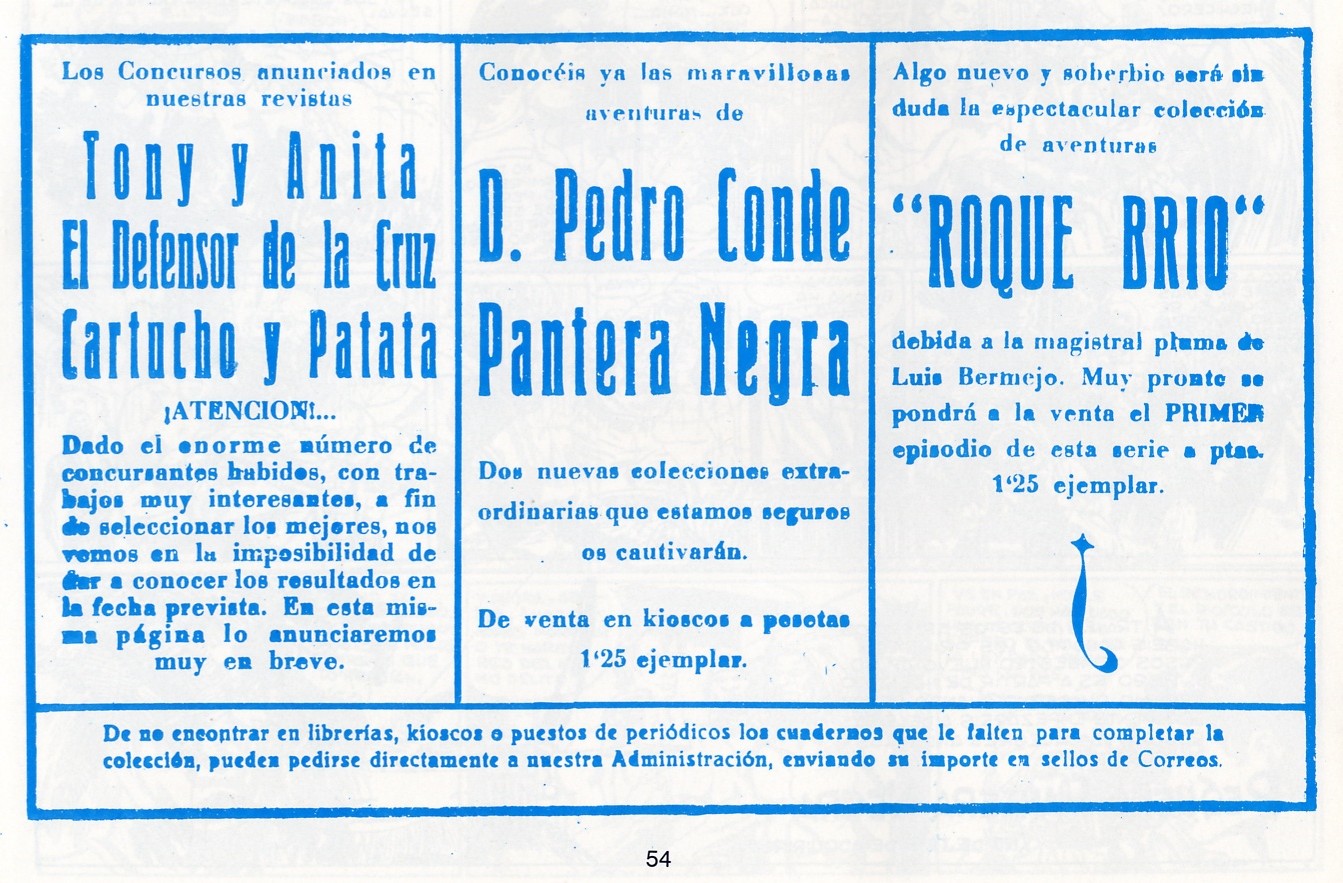 Los Concursos anunciados en
nuestras revistas
Tony y Anita
El Defensor de la Cruz
Cartucho y Patata
¡ATENCION!...
Dado el enorme número de
concursantes habidos, con tra-
bajos muy interesantes, a fin
de seleccionar los mejores, nos
vemos en la imposibilidad de
dar a conocer los resultados en
la fecha prevista. En esta mis-
ma página lo anunciaremos
muy en breve.
Conocéis ya las maravillosas
aventuras de
D. Pedro Conde
Pantera Negra
Dos nuevas colecciones extra-
ordinarias que estamos seguros
os cautivarán.
De venta en kioscos a pesetas
1‘25 ejemplar.
Algo nuevo y soberbio será sin
duda la espectacular colección
de aventuras
“ROQUE BRIO“
debida a la magistral pluma de
Luis Bermejo. Muy pronto se
pondrá a la venta el PRIMER
episodio de esta serie a ptas.
1‘25 ejemplar.
De no encontrar en librerías, kioscos o puestos de periódicos los cuadernos que le falten para completar la
colección, pueden pedirse directamente a nuestra Administración, enviando su importe en sellos de Correos.
54